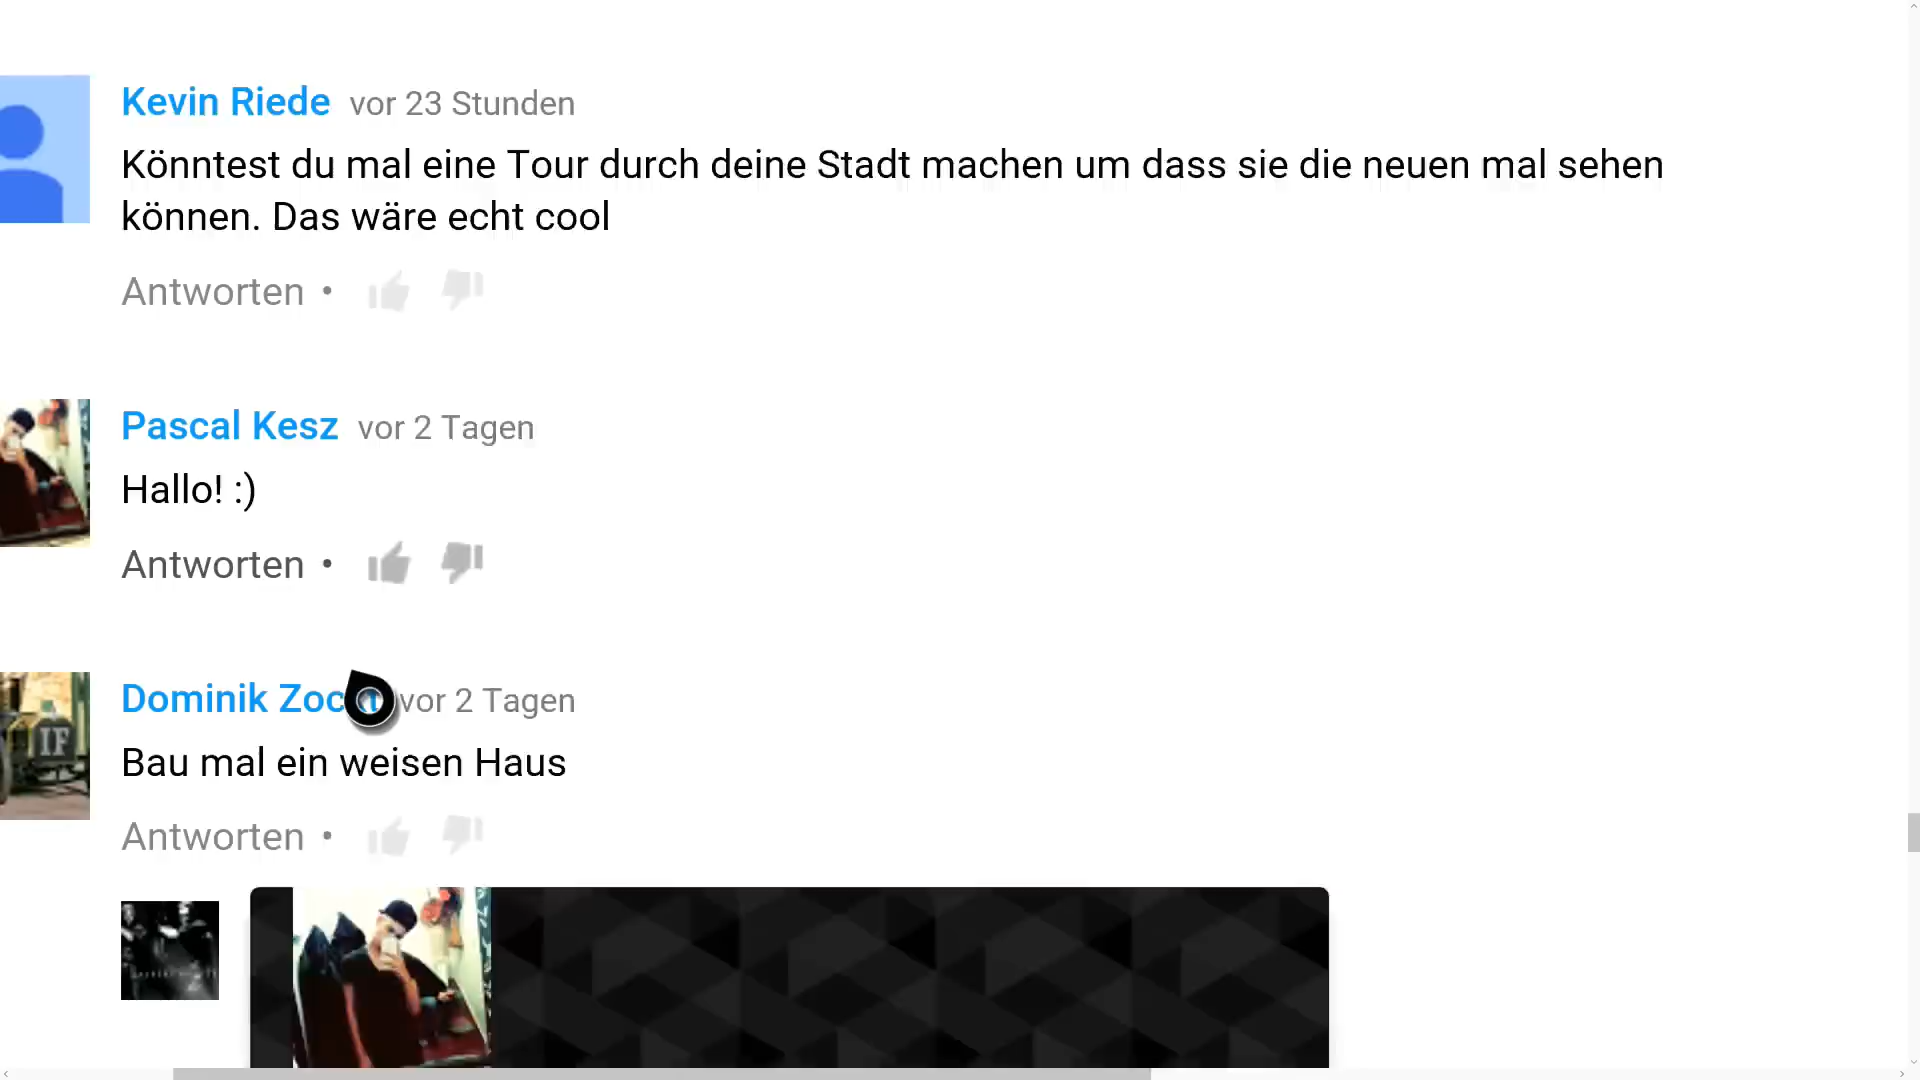 Kevin Riede vor 23 Stunden
Könntest du mal eine Tour durch deine Stadt machen um dass sie die neuen mal sehen
können. Das wäre echt cool
Antworten •
Pascal Kesz vor 2 Tagen
Hallo! :)
Antworten •
Dominik vor 2 Tagen
Bau mal ein weisen Haus
Antworten •
IF